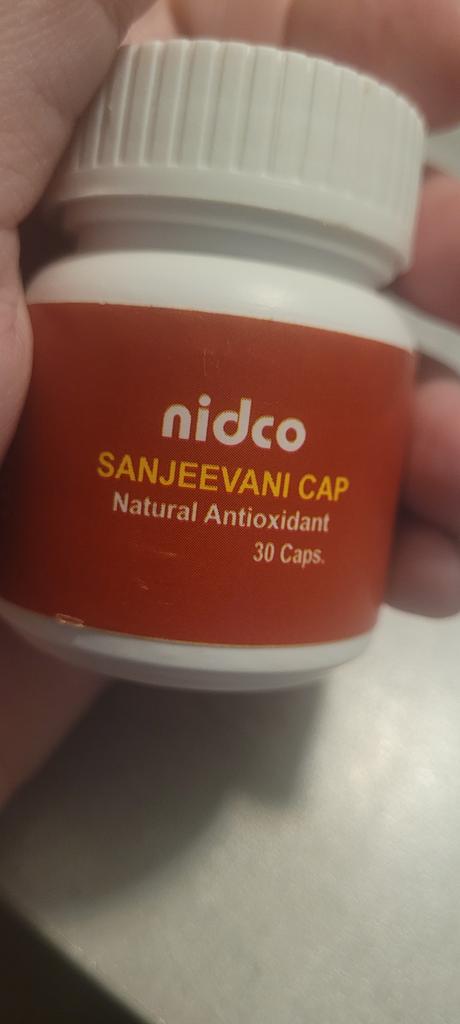 nidco
SANJEEVANI CAP
Natural Antioxidant
30 Caps.